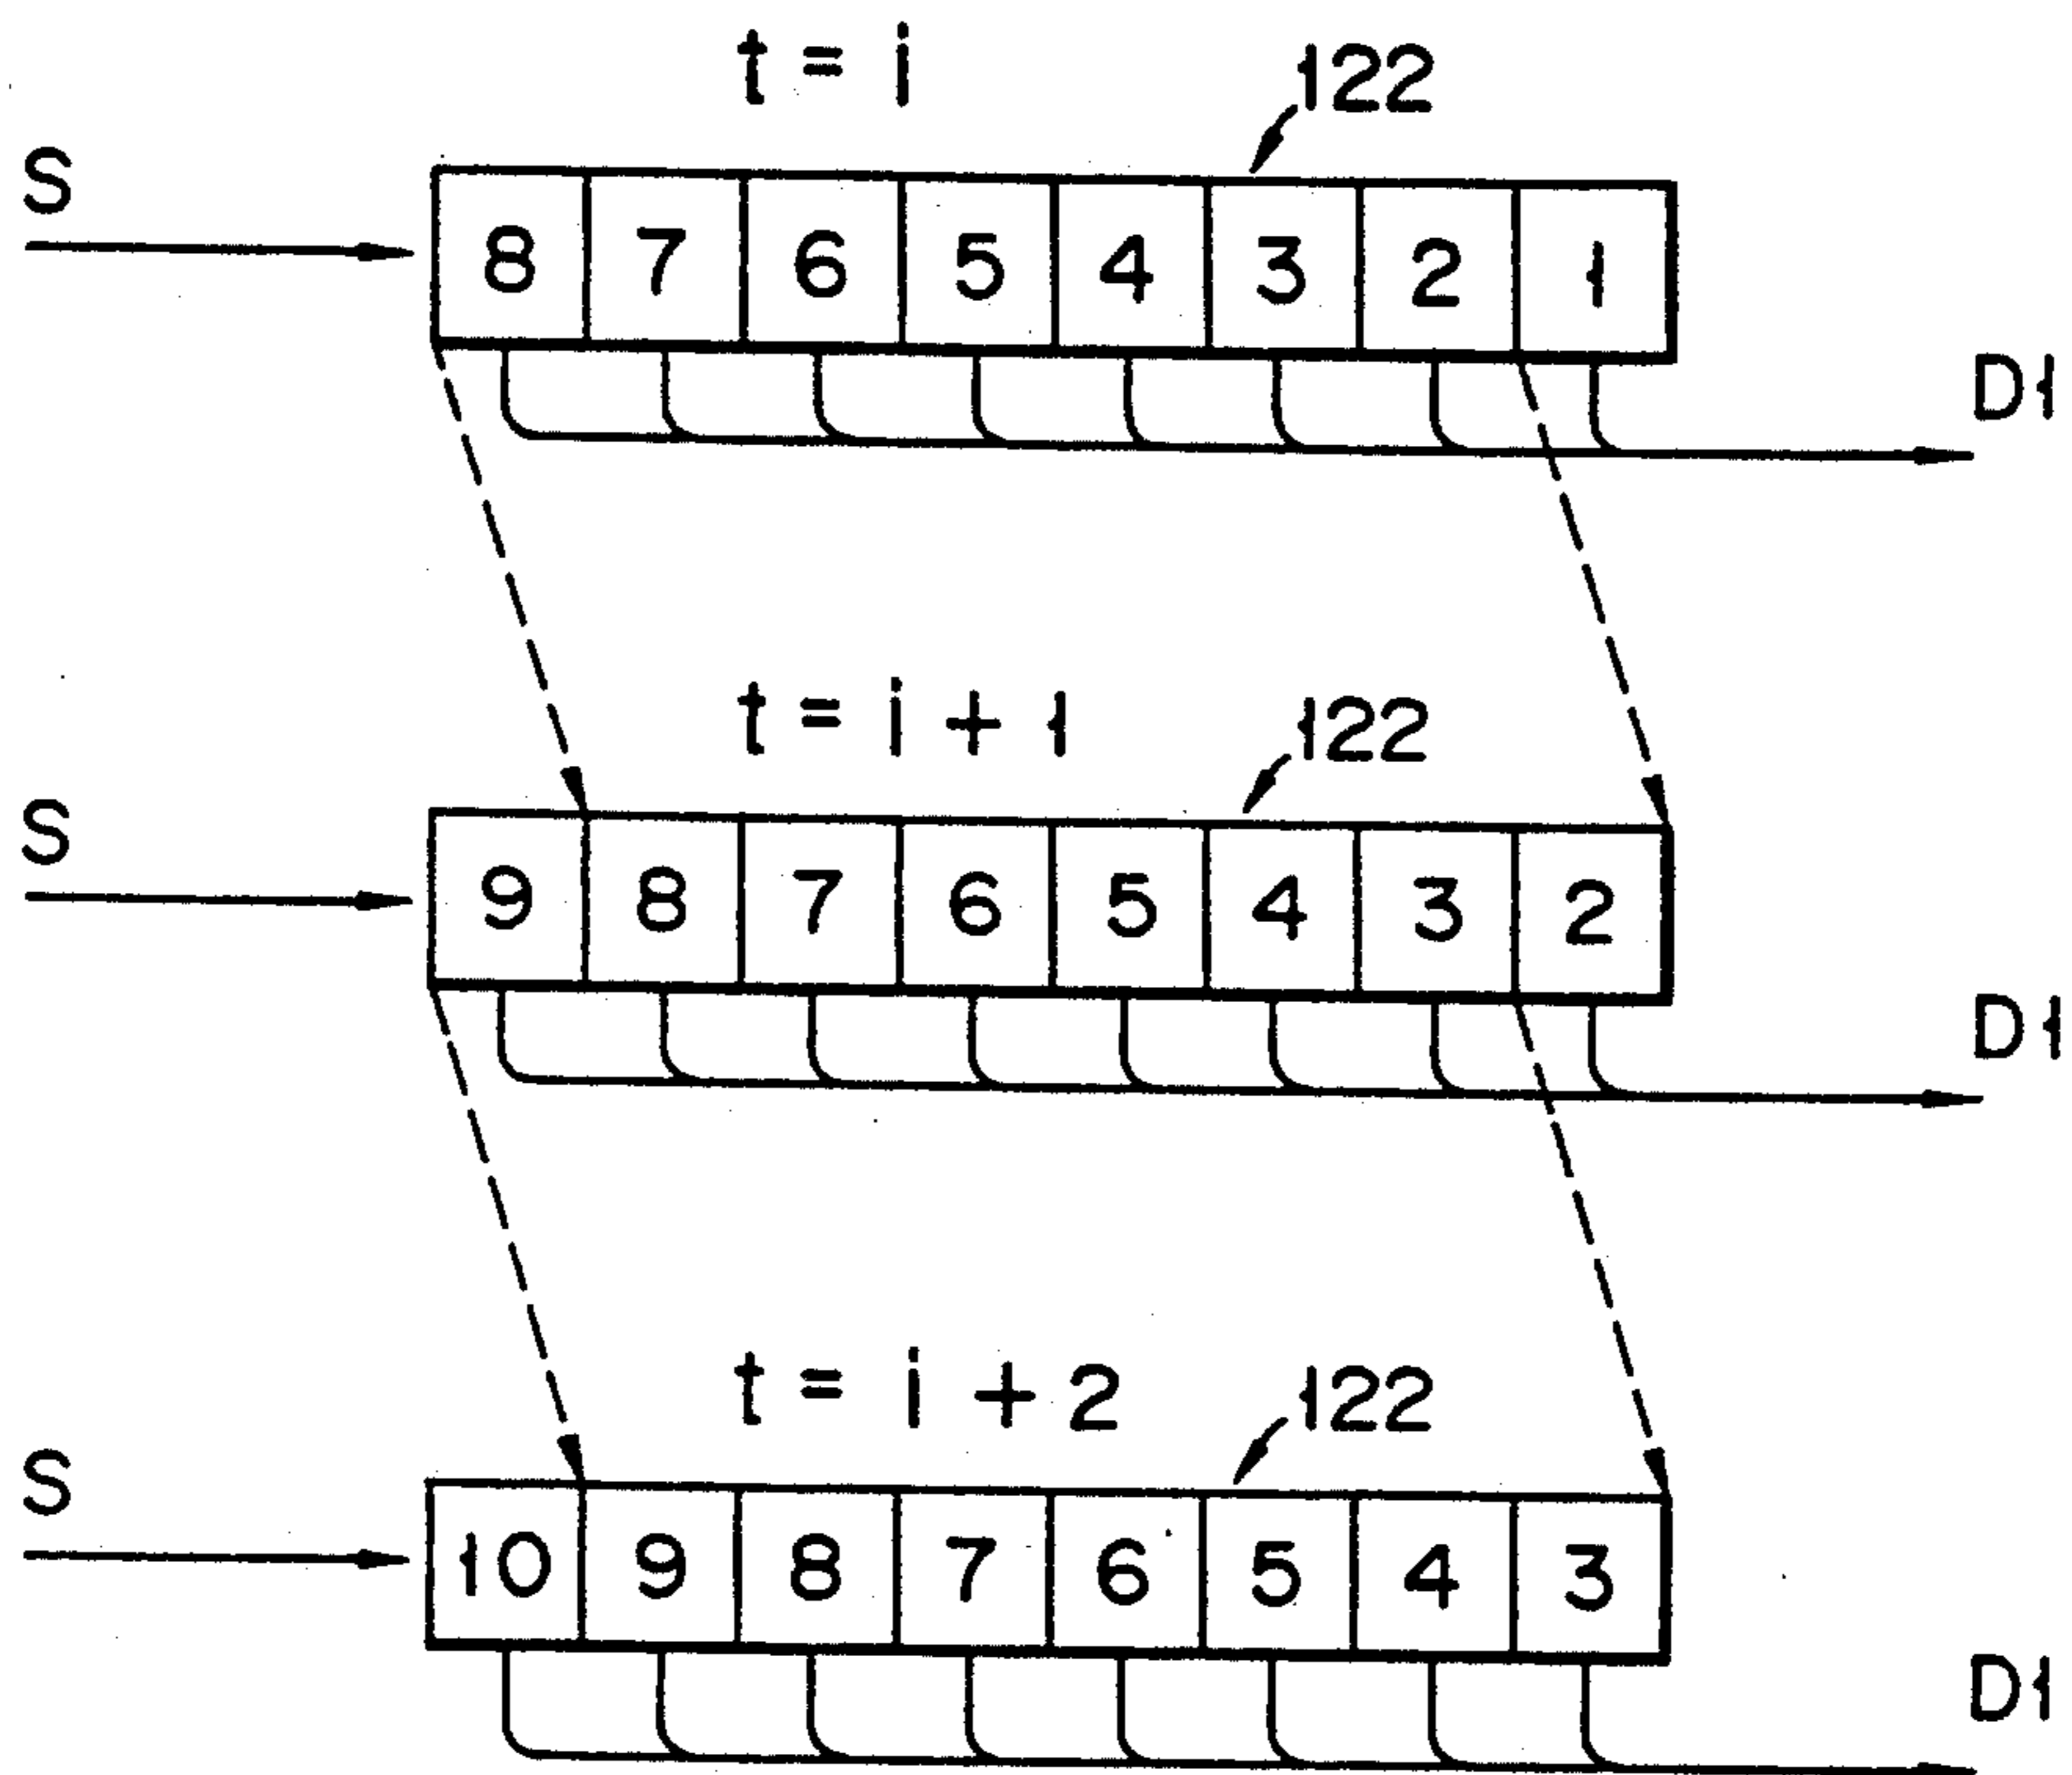 t = i 122
S
8 7 6 5 4 3 2 1
D1
t = i + 1 122
S
9 8 7 6 5 4 3 2
D1
t = i + 2 122
S
10 9 8 7 6 5 4 3
D1